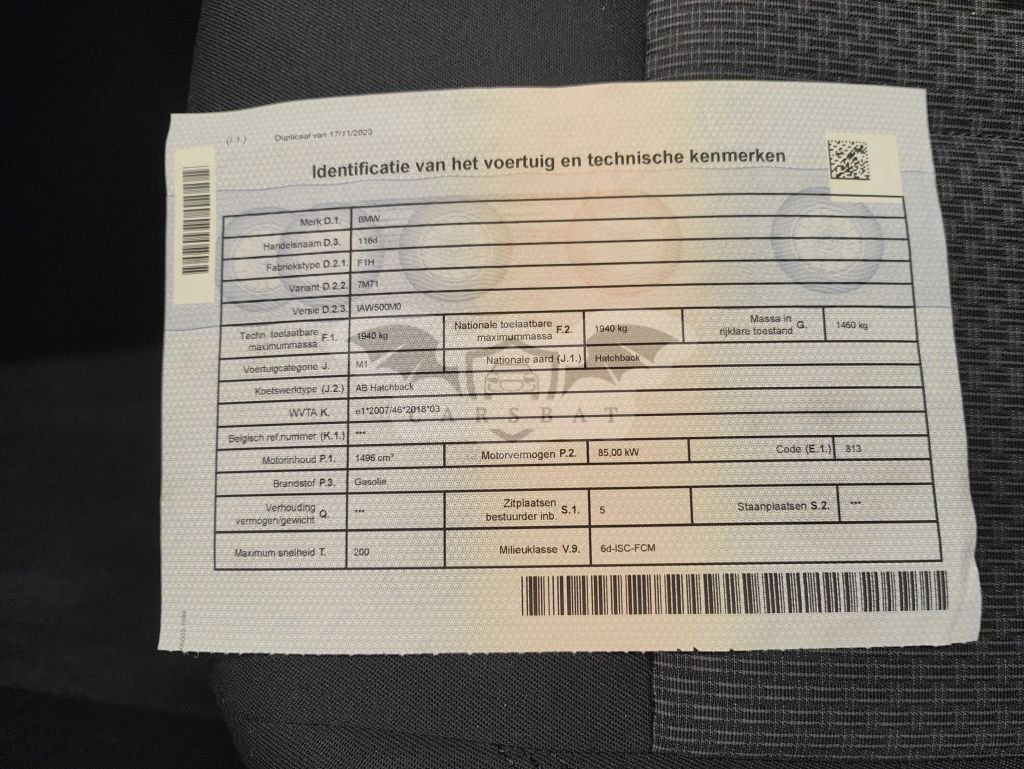 (I.1.) Duplicaat van 17/11/2023
Identificatie van het voertuig en technische kenmerken
Merk D.1. BMW
Handelsnaam D.3. 116d
Fabriekstype D.2.1. F1H
Variant D.2.2. 7M71
Versie D.2.3. IAW500M0
Techn. toelaatbare maximummassa F.1. 1940 kg Nationale toelaatbare maximummassa F.2. 1940 kg Massa in rijklare toestand G. 1460 kg
Voertuigcategorie J. M1 Nationale aard (J.1.) Hatchback
Koetswerktype (J.2.) AB Hatchback
WVTA K. e1*2007/46*2018*03
CARSBAT
Belgisch ref.nummer (K.1.) ***
Motorinhoud P.1. 1496 cm³ Motorvermogen P.2. 85,00 kW Code (E.1.) 813
Brandstof P.3. Gasolie
Verhouding vermogen/gewicht Q. *** Zitplaatsen bestuurder inb. S.1. 5 Staanplaatsen S.2. ***
Maximum snelheid T. 200 Milieuklasse V.9. 6d-ISC-FCM